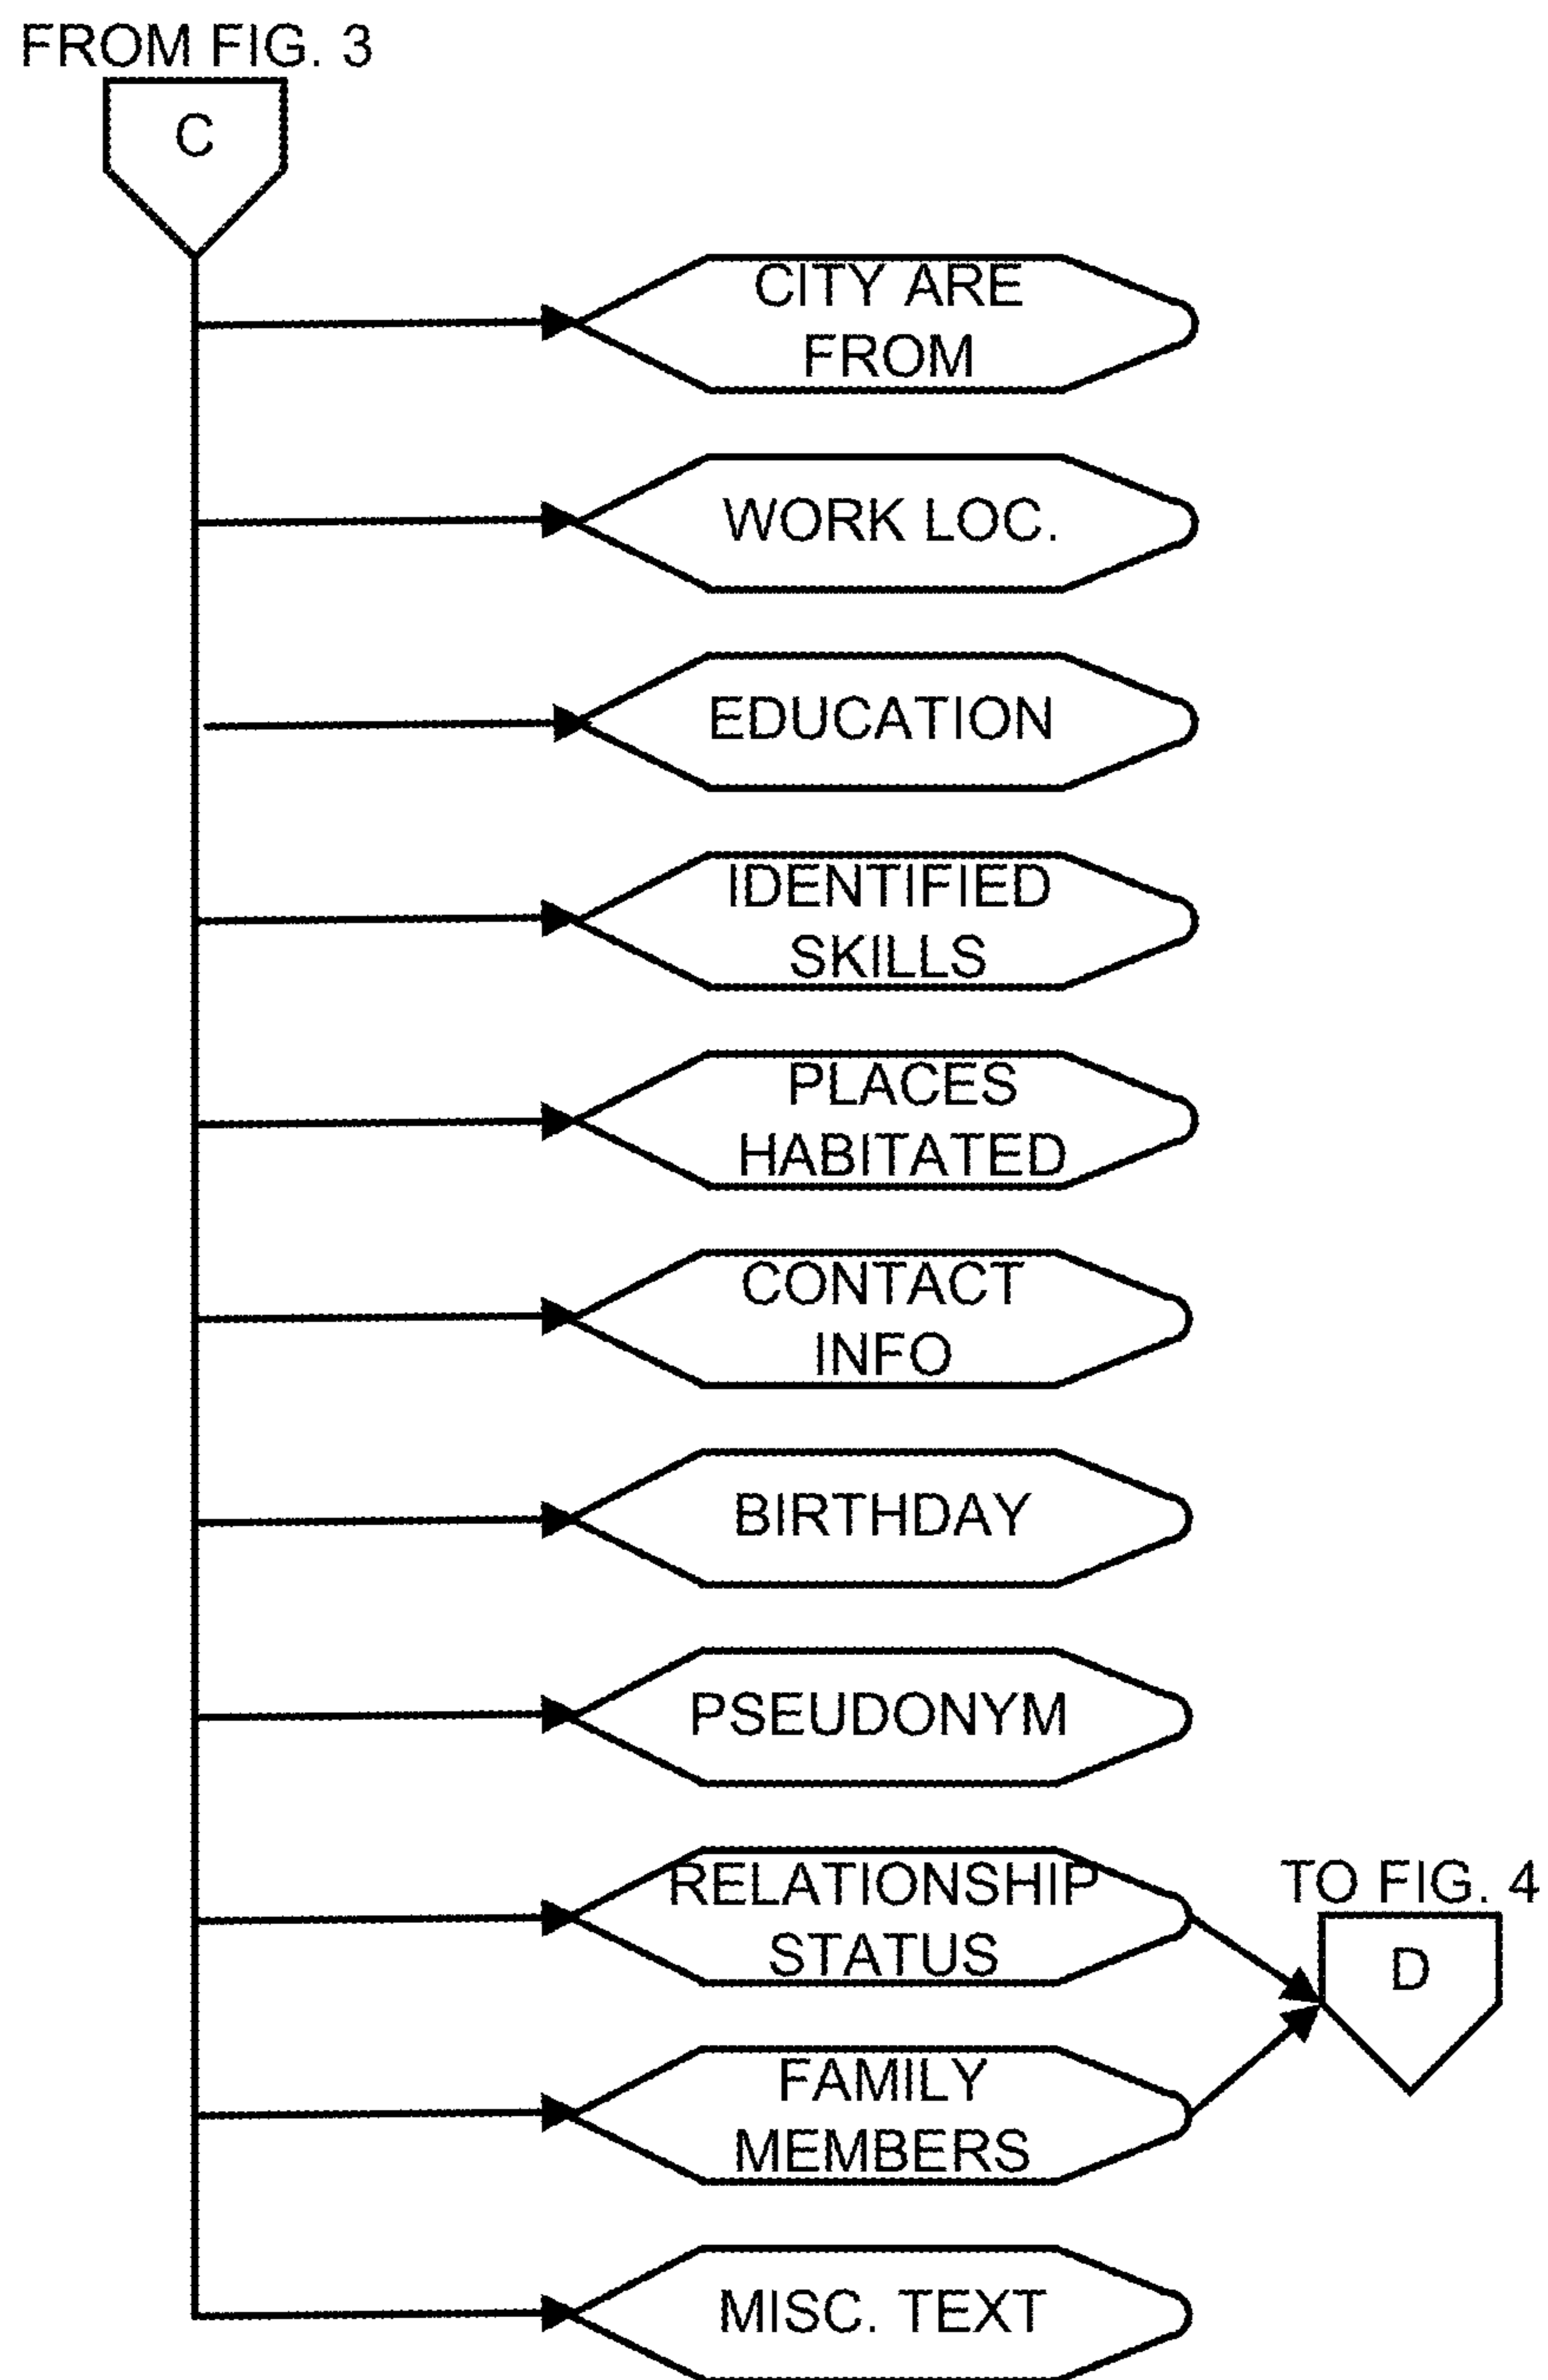 FROM FIG. 3
C
CITY ARE
FROM
WORK LOC.
EDUCATION
IDENTIFIED
SKILLS
PLACES
HABITATED
CONTACT
INFO
BIRTHDAY
PSEUDONYM
RELATIONSHIP
STATUS
TO FIG. 4
D
FAMILY
MEMBERS
MISC. TEXT